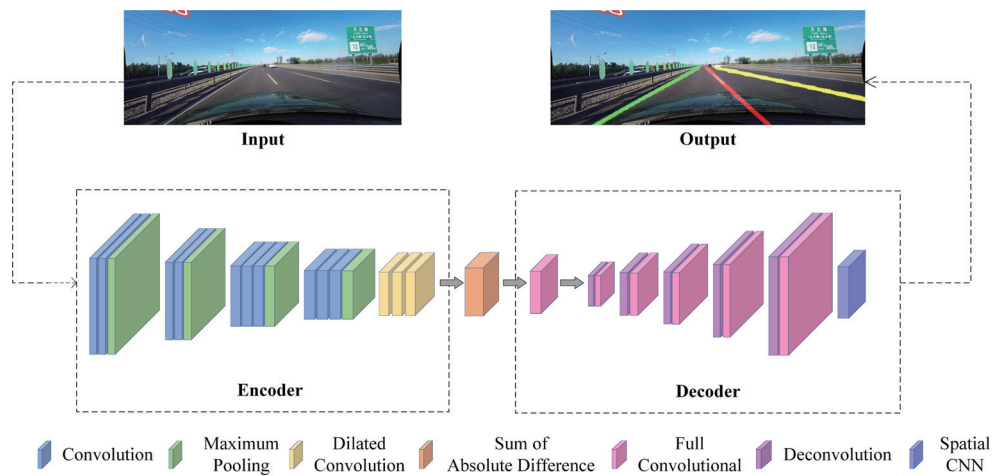 Input
Output
Encoder
Decoder
Convolution
Maximum
Pooling
Dilated
Convolution
Sum of
Absolute Difference
Full
Convolutional
Deconvolution
Spatial
CNN